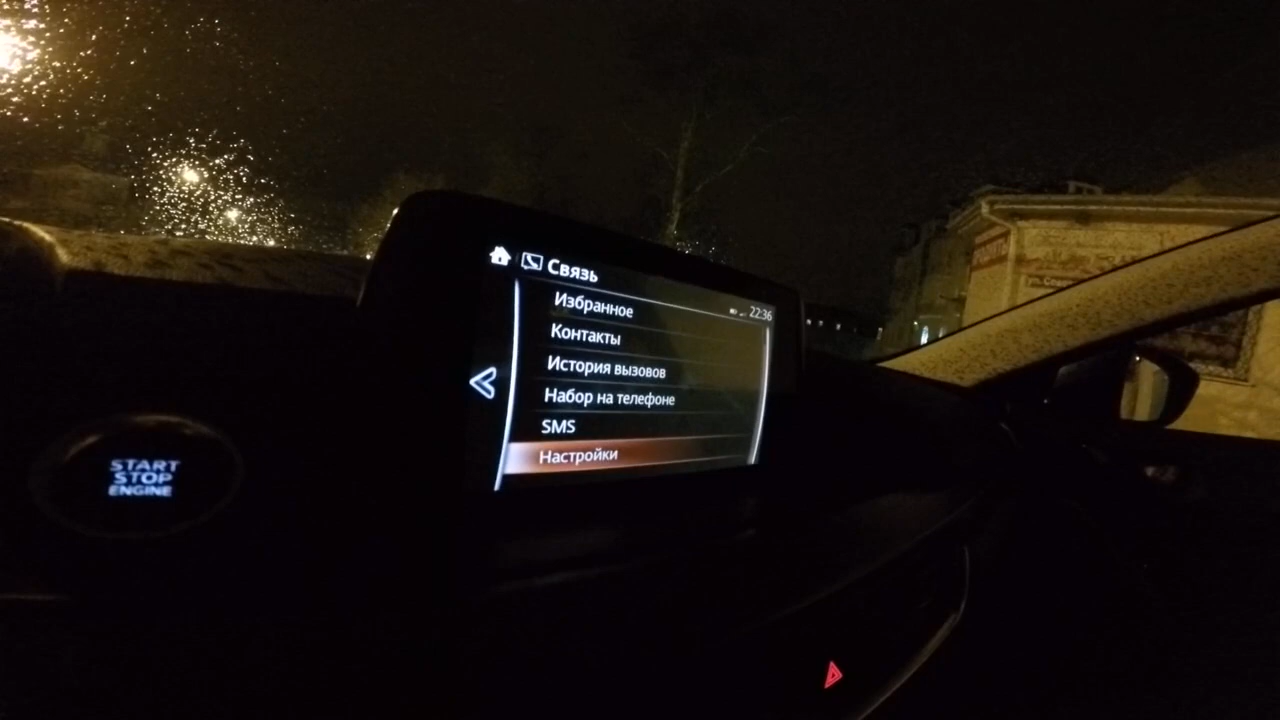 Связь
22:36
Избранное
Контакты
История вызовов
Набор на телефоне
SMS
Настройки
START
STOP
ENGINE